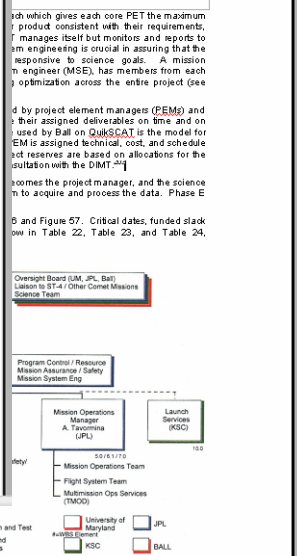 ach which gives each core PET the maximum
r product consistent with their requirements,
T manages itself but monitors and reports to
em engineering is crucial in assuring that the
responsive to science goals. A mission
m engineer (MSE), has members from each
g optimization across the entire project (see
d by project element managers (PEMs) and
e their assigned deliverables on time and on
used by Ball on QuikSCAT is the model for
PEM is assigned technical, cost, and schedule
ect reserves are based on allocations for the
nsultation with the DIMT.
ecomes the project manager, and the science
m to acquire and process the data. Phase E
6 and Figure 57. Critical dates, funded slack
ow in Table 22, Table 23, and Table 24,
Oversight Board (UM, JPL, Ball)
Liaison to ST-4 / Other Comet Missions
Science Team
Program Control / Resource
Mission Assurance / Safety
Mission System Eng
Mission Operations
Manager
A. Tavormina
(JPL)
Launch
Services
(KSC)
5.0/6.1/7.0
10.0
afety/
Mission Operations Team
Flight System Team
Multimission Ops Services
(TMOD)
n and Test
d
#=WBS Element
University of
Maryland
JPL
KSC
BALL